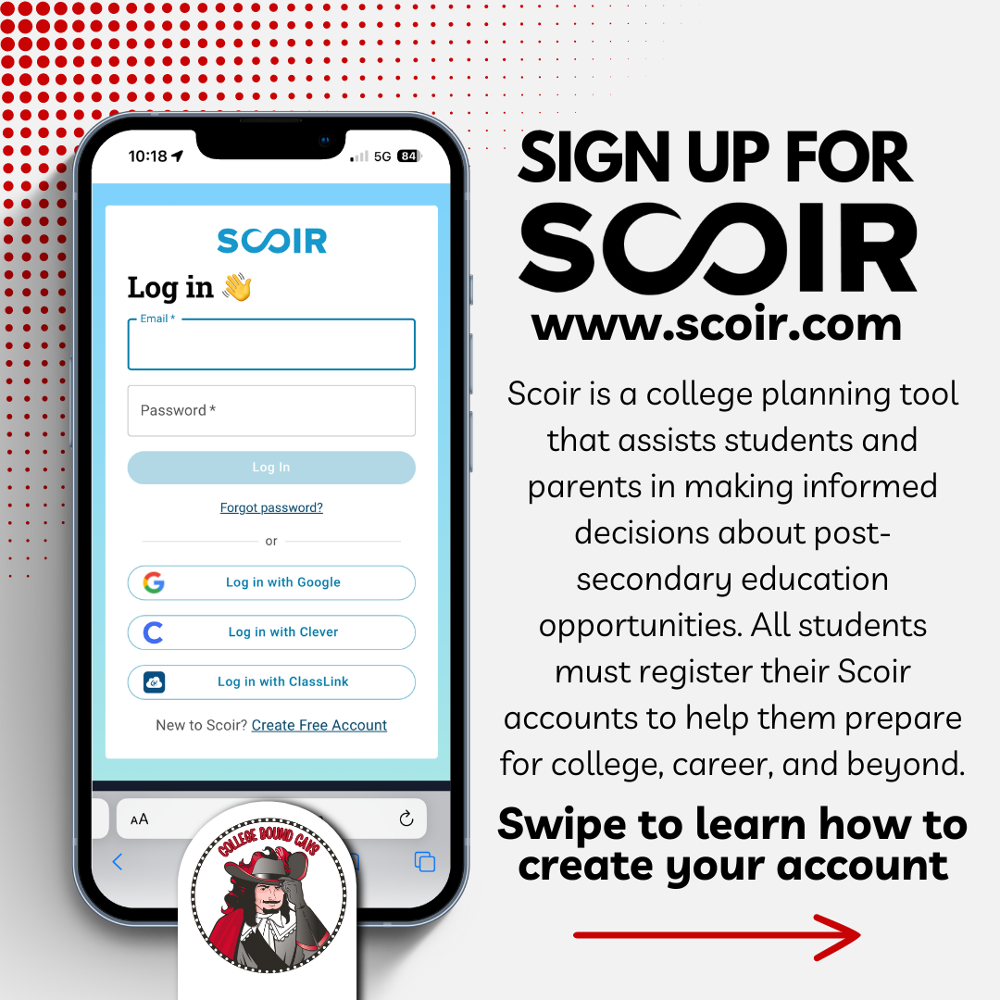 10:18
5G
84
SCOIR
Log in 👋
Email *
Password *
Log In
Forgot password?
or
Log in with Google
Log in with Clever
Log in with ClassLink
New to Scoir? Create Free Account
AA
COLLEGE BOUND CAVS
SIGN UP FOR
SCOIR
www.scoir.com
Scoir is a college planning tool
that assists students and
parents in making informed
decisions about post-
secondary education
opportunities. All students
must register their Scoir
accounts to help them prepare
for college, career, and beyond.
Swipe to learn how to
create your account